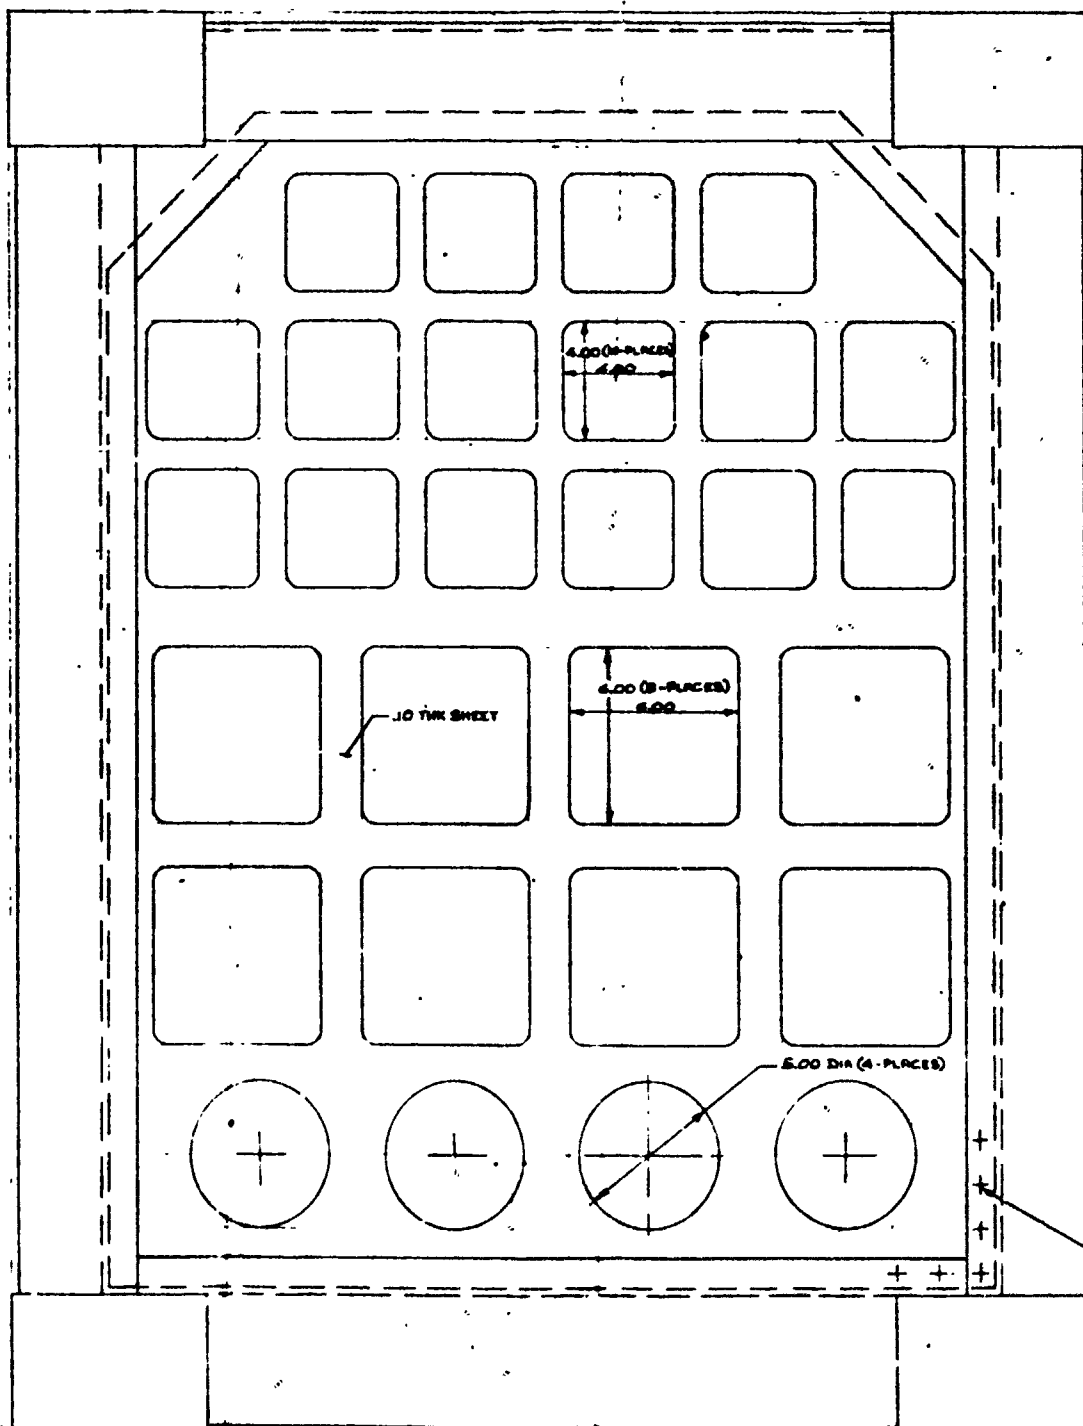 4.00 (16-PLACES)
4.00
6.00 (8-PLACES)
6.00
.10 THK SHEET
5.00 DIA (4-PLACES)